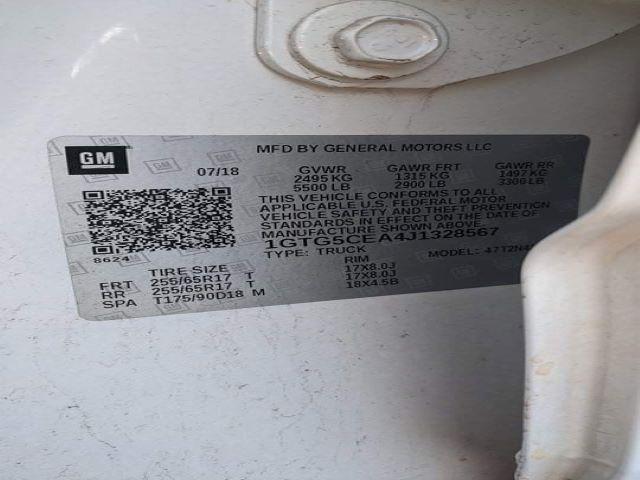 GM
MFD BY GENERAL MOTORS LLC
07/18
GVWR GAWR FRT GAWR RR
2495 KG 1315 KG 1497 KG
5500 LB 2900 LB 3300 LB
THIS VEHICLE CONFORMS TO ALL
APPLICABLE U.S. FEDERAL MOTOR
VEHICLE SAFETY AND THEFT PREVENTION
STANDARDS IN EFFECT ON THE DATE OF
MANUFACTURE SHOWN ABOVE
1GTG5CEA4J1328567
8624
TYPE: TRUCK MODEL:
TIRE SIZE RIM
FRT 255/65R17 T 17X8.0J
RR 255/65R17 T 17X8.0J
SPA T175/90D18 M 18X4.5B